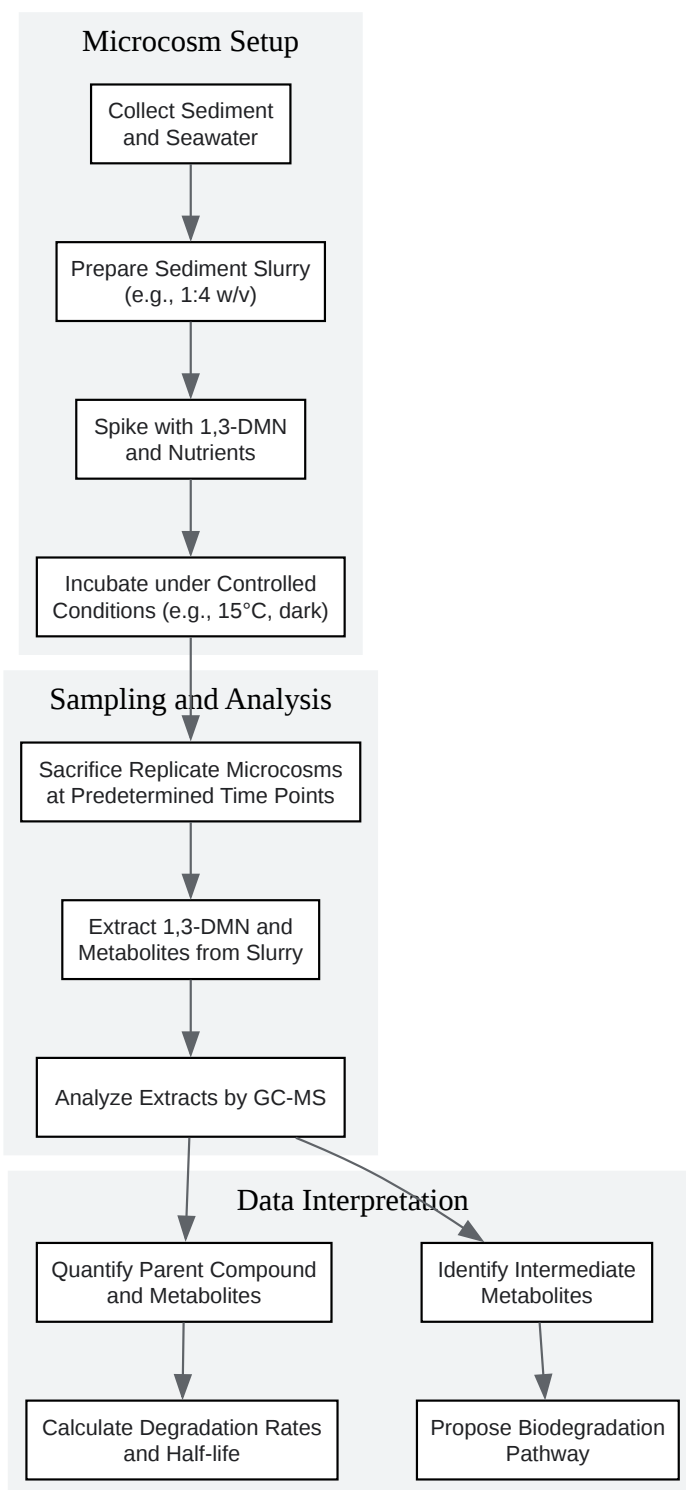 Microcosm Setup
Collect Sediment
and Seawater
Prepare Sediment Slurry
(e.g., 1:4 w/v)
Spike with 1,3-DMN
and Nutrients
Incubate under Controlled
Conditions (e.g., 15°C, dark)
Sampling and Analysis
Sacrifice Replicate Microcosms
at Predetermined Time Points
Extract 1,3-DMN and
Metabolites from Slurry
Analyze Extracts by GC-MS
Data Interpretation
Quantify Parent Compound
and Metabolites
Identify Intermediate
Metabolites
Calculate Degradation Rates
and Half-life
Propose Biodegradation
Pathway